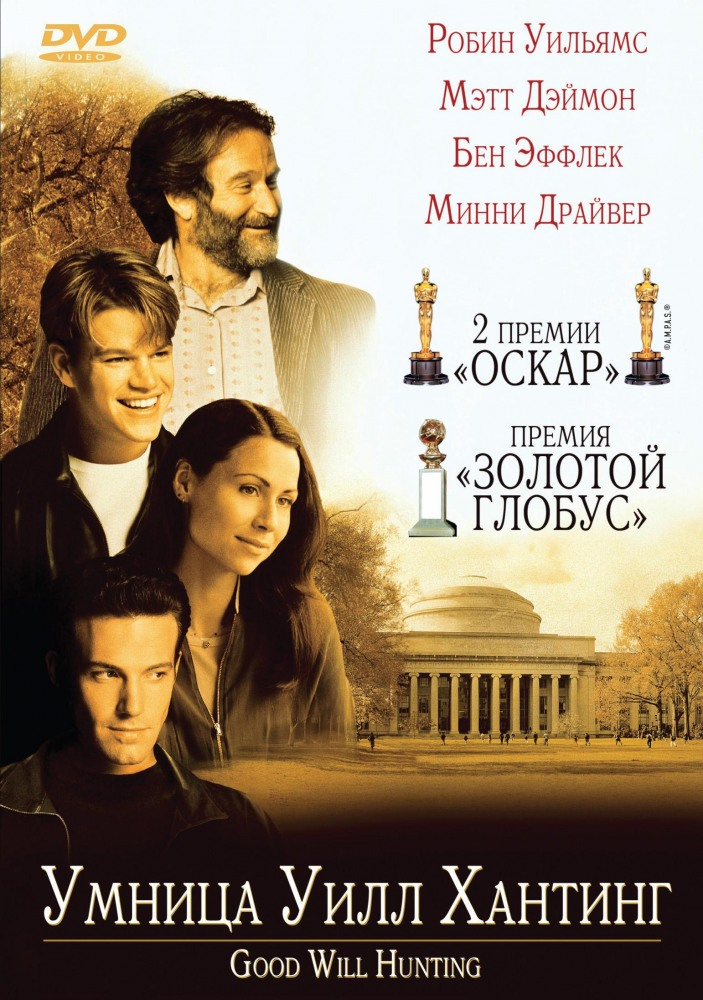 DVD
VIDEO
Робин Уильямс
Мэтт Дэймон
Бен Эффлек
Минни Драйвер
2 ПРЕМИИ
«ОСКАР»
©A.M.P.A.S.®
ПРЕМИЯ
«ЗОЛОТОЙ
ГЛОБУС»
Умница Уилл Хантинг
Good Will Hunting